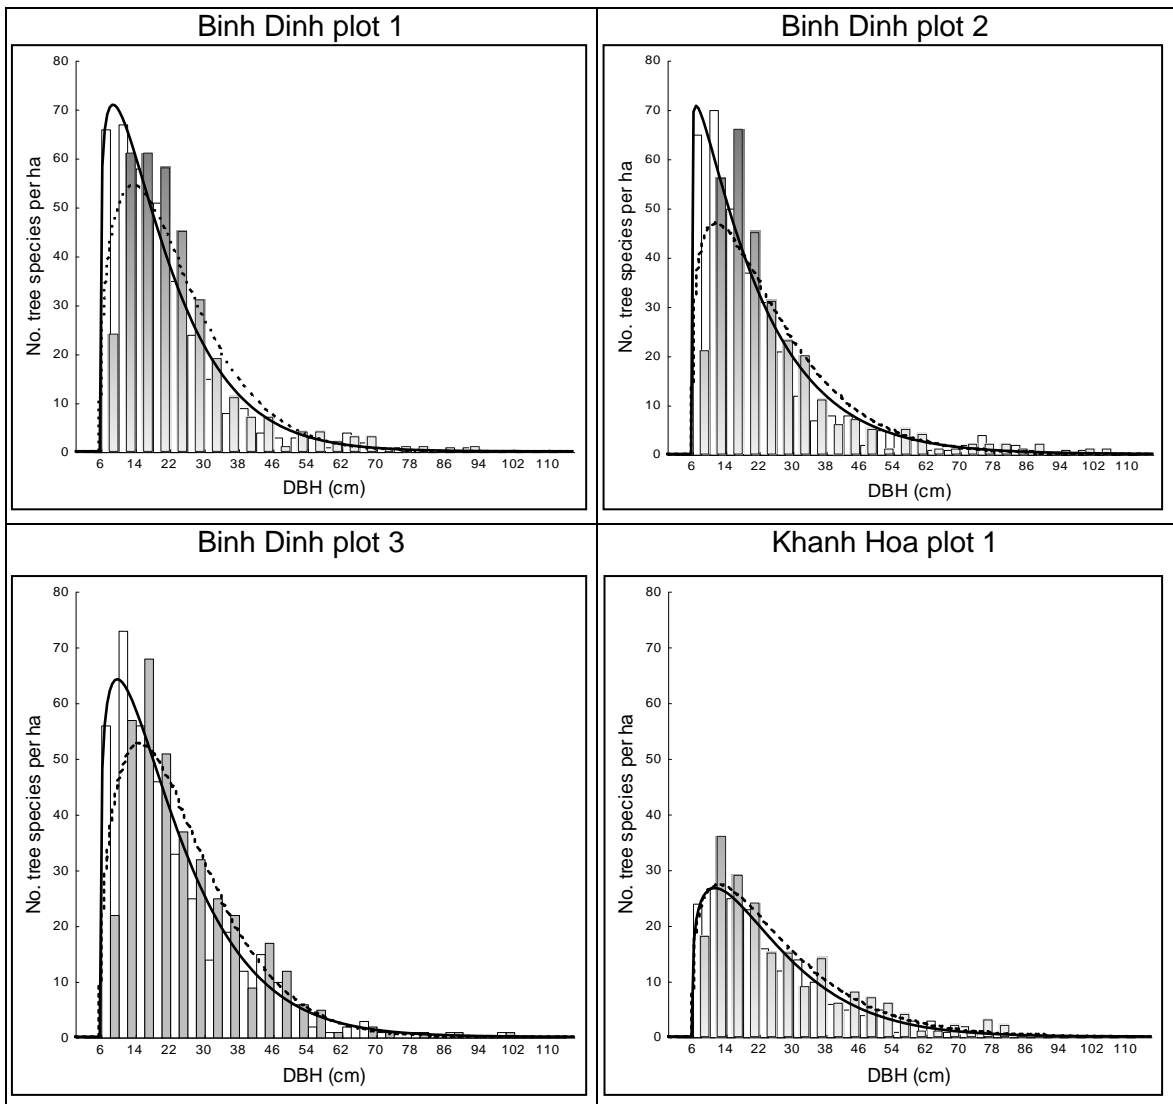 Binh Dinh plot 1
80
70
60
50
40
30
20
10
0
No. tree species per ha
6 14 22 30 38 46 54 62 70 78 86 94 102 110
DBH (cm)
Binh Dinh plot 2
80
70
60
50
40
30
20
10
0
No. tree species per ha
6 14 22 30 38 46 54 62 70 78 86 94 102 110
DBH (cm)
Binh Dinh plot 3
80
70
60
50
40
30
20
10
0
No. tree species per ha
6 14 22 30 38 46 54 62 70 78 86 94 102 110
DBH (cm)
Khanh Hoa plot 1
80
70
60
50
40
30
20
10
0
No. tree species per ha
6 14 22 30 38 46 54 62 70 78 86 94 102 110
DBH (cm)